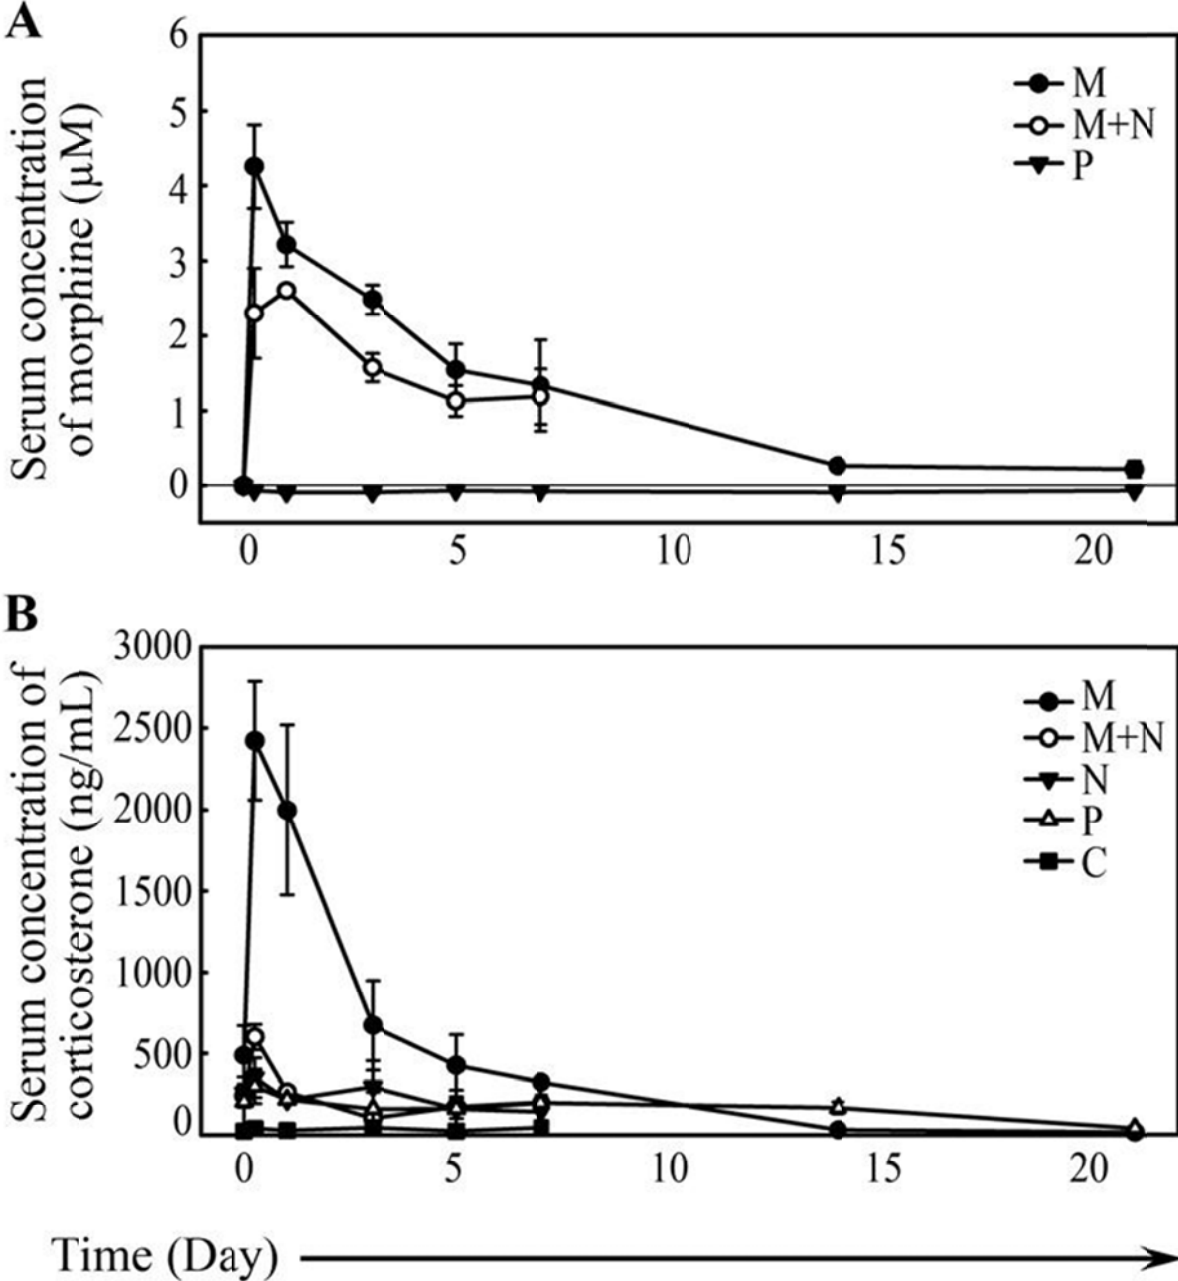 A
Serum concentration
of morphine (μM)
6
5
4
3
2
1
0
M
M+N
P
0 5 10 15 20
B
Serum concentration of
corticosterone (ng/mL)
3000
2500
2000
1500
1000
500
0
M
M+N
N
P
C
0 5 10 15 20
Time (Day)